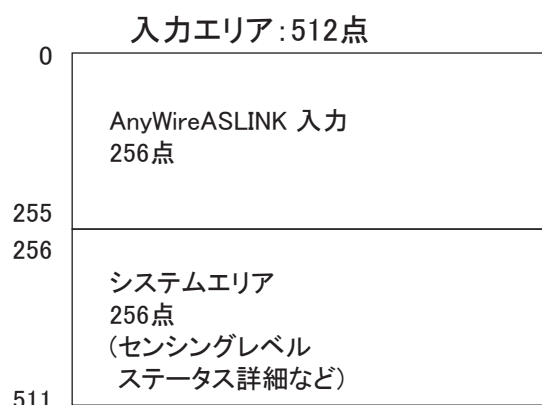 入力エリア：512点
0
AnyWireASLINK 入力
256点
255
256
システムエリア
256点
（センシングレベル
ステータス詳細など）
511